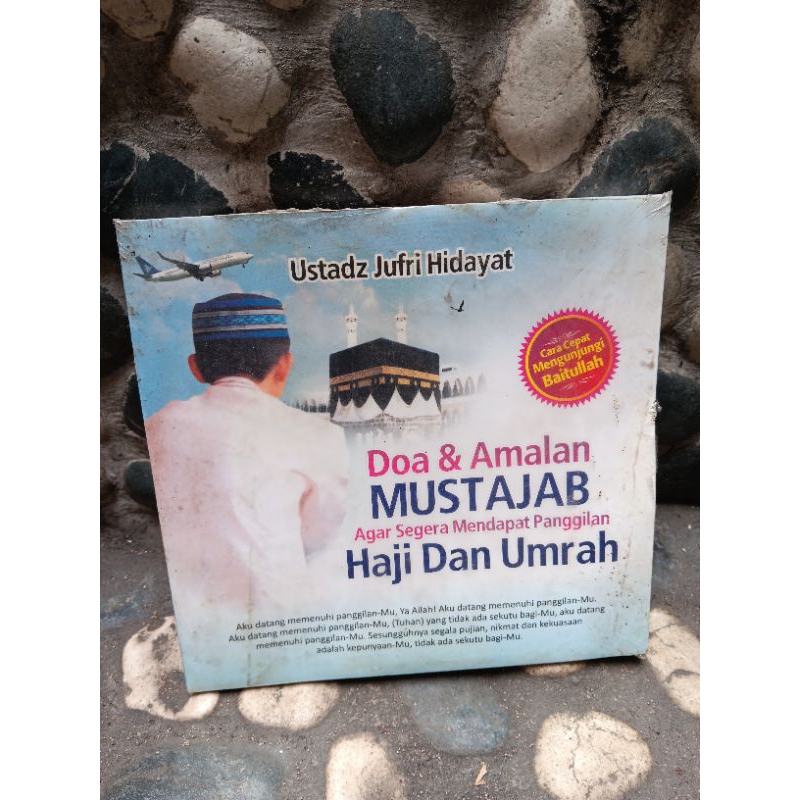 Ustadz Jufri Hidayat
Cara Cepat
Mengunjungi
Baitullah
Doa & Amalan
MUSTAJAB
Agar Segera Mendapat Panggilan
Haji Dan Umrah
Aku datang memenuhi panggilan-Mu, Ya Allah! Aku datang memenuhi panggilan-Mu.
Aku datang memenuhi panggilan-Mu, (Tuhan) yang tidak ada sekutu bagi-Mu, aku datang
memenuhi panggilan-Mu. Sesungguhnya segala pujian, nikmat dan kekuasaan
adalah kepunyaan-Mu, tidak ada sekutu bagi-Mu.